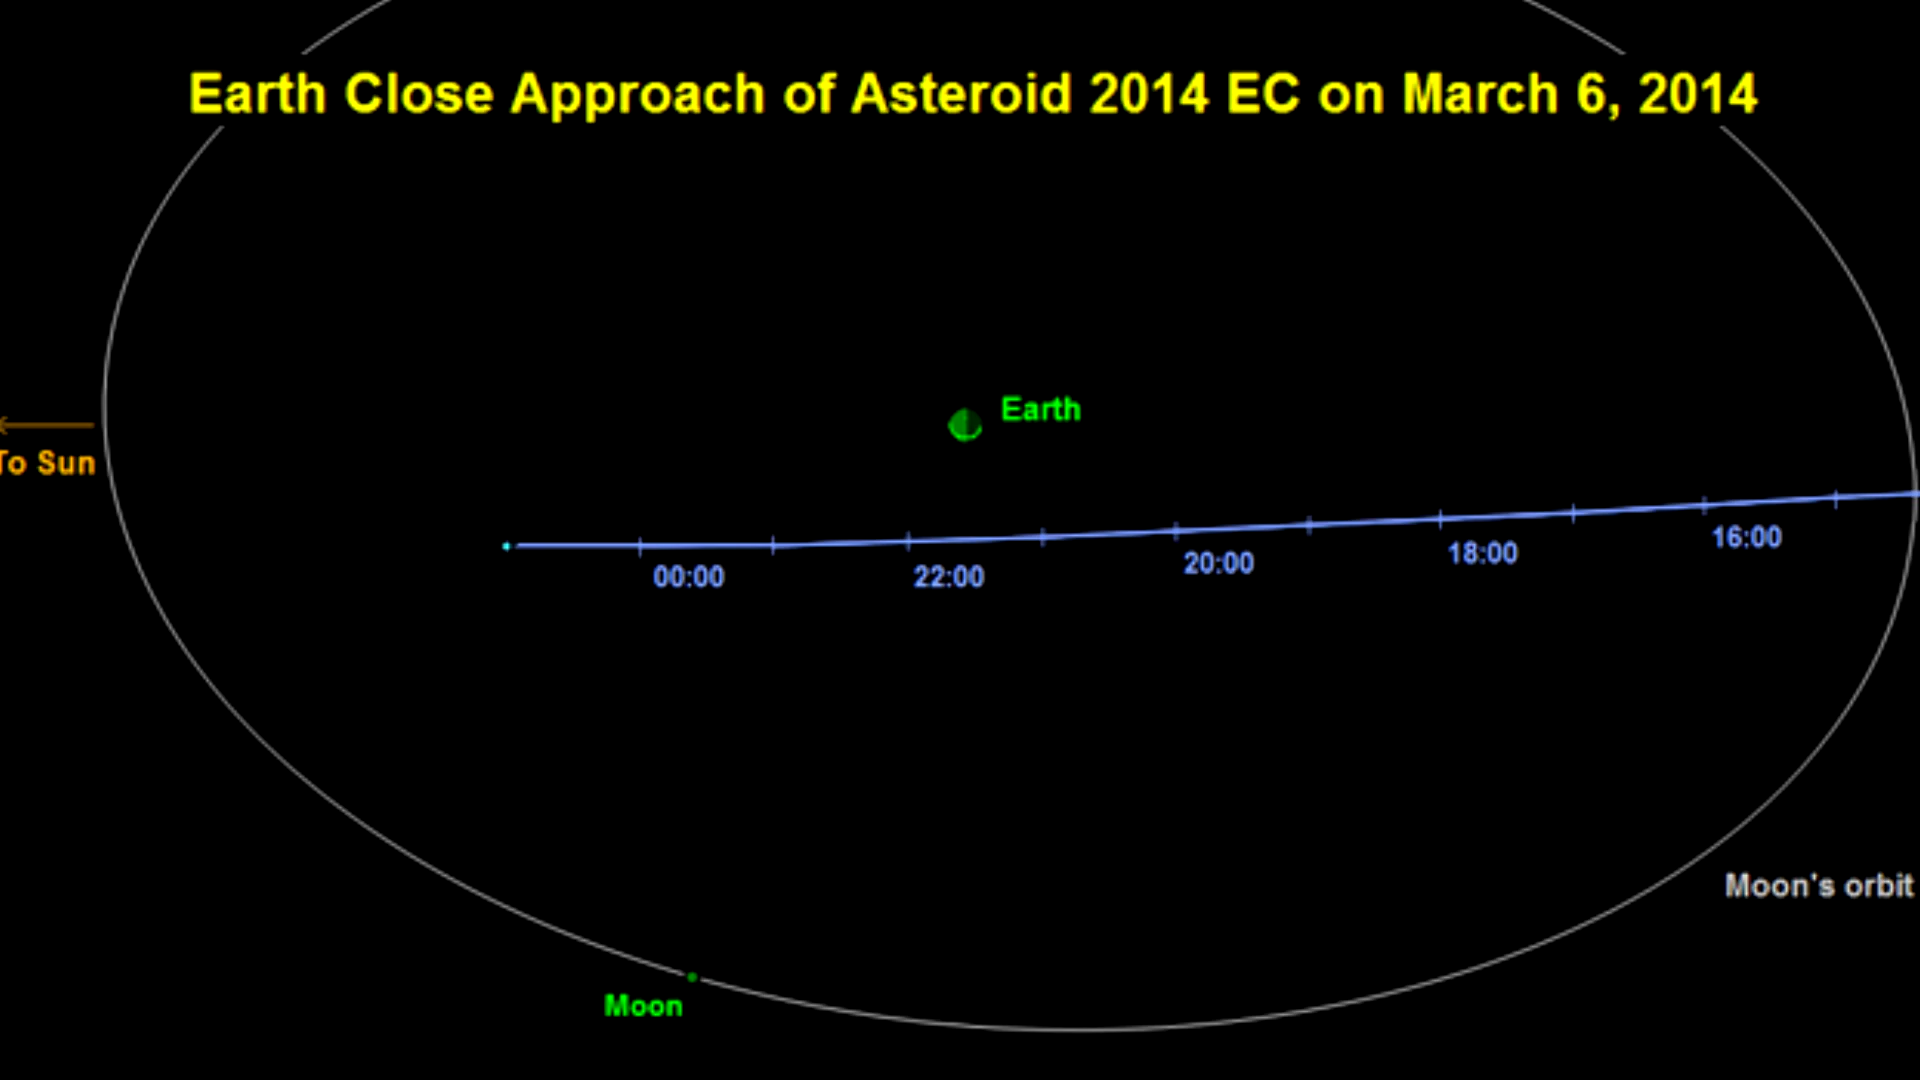 Earth Close Approach of Asteroid 2014 EC on March 6, 2014
Earth
To Sun
16:00
18:00
20:00
22:00
00:00
Moon's orbit
Moon